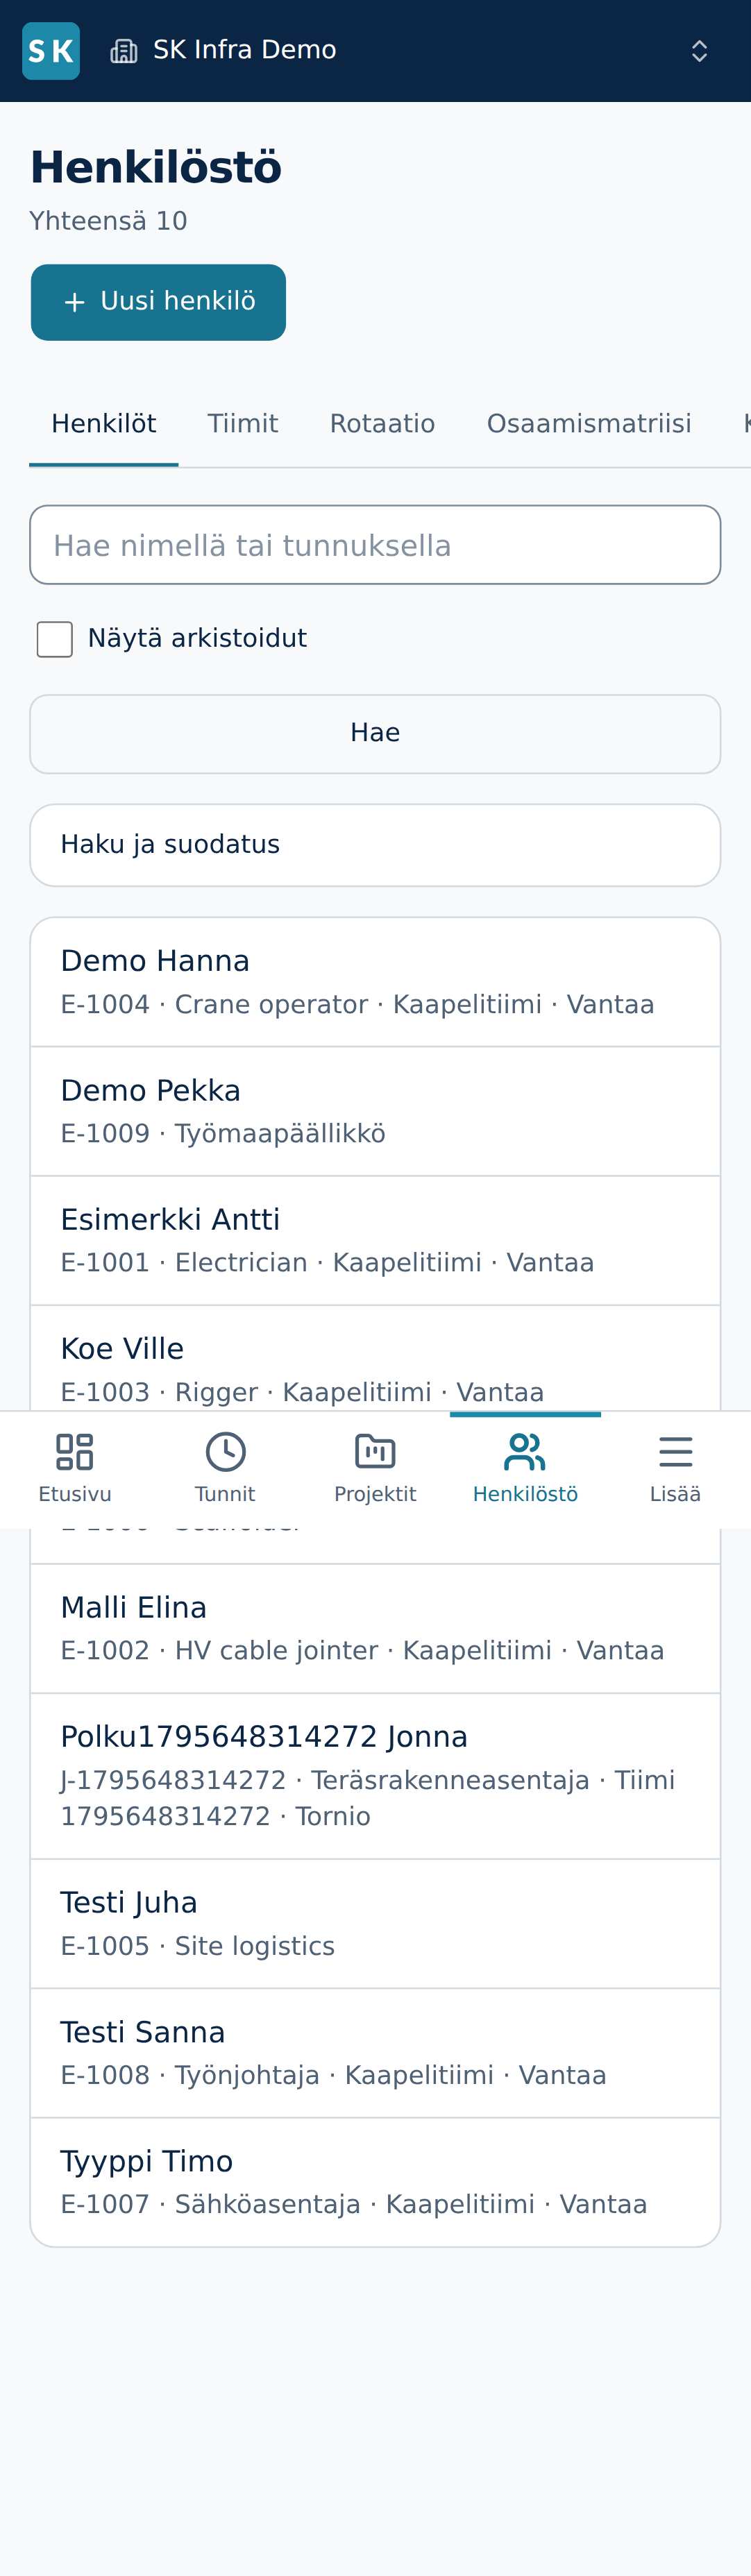 SK
SK Infra Demo
Henkilöstö
Yhteensä 10
+ Uusi henkilö
Henkilöt Tiimit Rotaatio Osaamismatriisi
Hae nimellä tai tunnuksella
Näytä arkistoidut
Hae
Haku ja suodatus
Demo Hanna
E-1004 · Crane operator · Kaapelitiimi · Vantaa
Demo Pekka
E-1009 · Työmaapäällikkö
Esimerkki Antti
E-1001 · Electrician · Kaapelitiimi · Vantaa
Koe Ville
E-1003 · Rigger · Kaapelitiimi · Vantaa
Etusivu Tunnit Projektit Henkilöstö Lisää
Malli Elina
E-1002 · HV cable jointer · Kaapelitiimi · Vantaa
Polku1795648314272 Jonna
J-1795648314272 · Teräsrakenneasentaja · Tiimi
1795648314272 · Tornio
Testi Juha
E-1005 · Site logistics
Testi Sanna
E-1008 · Työnjohtaja · Kaapelitiimi · Vantaa
Tyyppi Timo
E-1007 · Sähköasentaja · Kaapelitiimi · Vantaa